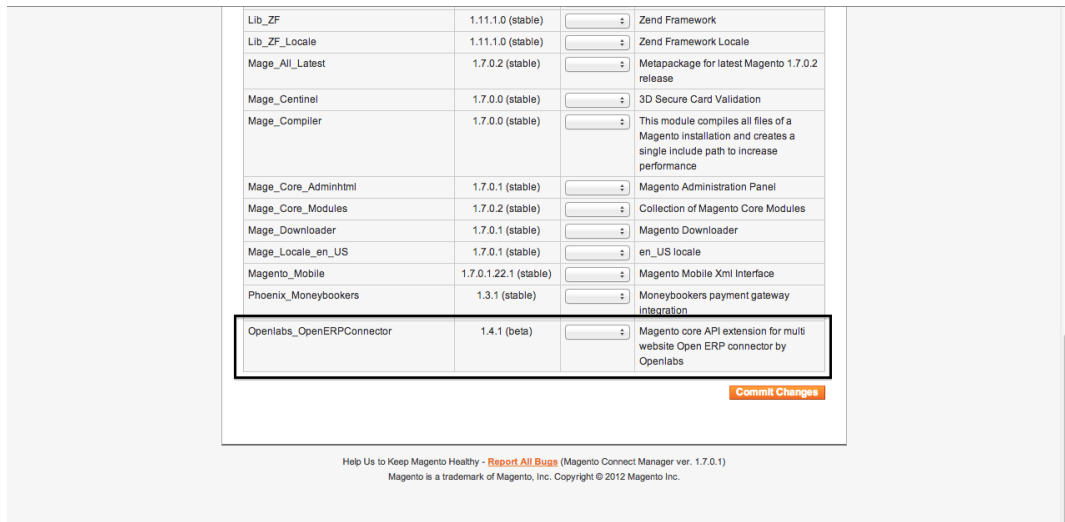 Lib_ZF 1.11.1.0 (stable) Zend Framework
Lib_ZF_Locale 1.11.1.0 (stable) Zend Framework Locale
Mage_All_Latest 1.7.0.2 (stable) Metapackage for latest Magento 1.7.0.2
release
Mage_Centinel 1.7.0.0 (stable) 3D Secure Card Validation
Mage_Compiler 1.7.0.0 (stable) This module compiles all files of a
Magento installation and creates a
single include path to increase
performance
Mage_Core_Adminhtml 1.7.0.1 (stable) Magento Administration Panel
Mage_Core_Modules 1.7.0.2 (stable) Collection of Magento Core Modules
Mage_Downloader 1.7.0.1 (stable) Magento Downloader
Mage_Locale_en_US 1.7.0.1 (stable) en_US locale
Magento_Mobile 1.7.0.1.22.1 (stable) Magento Mobile Xml Interface
Phoenix_Moneybookers 1.3.1 (stable) Moneybookers payment gateway
integration
Openlabs_OpenERPConnector 1.4.1 (beta) Magento core API extension for multi
website Open ERP connector by
Openlabs
Commit Changes
Help Us to Keep Magento Healthy - Report All Bugs (Magento Connect Manager ver. 1.7.0.1)
Magento is a trademark of Magento, Inc. Copyright © 2012 Magento Inc.